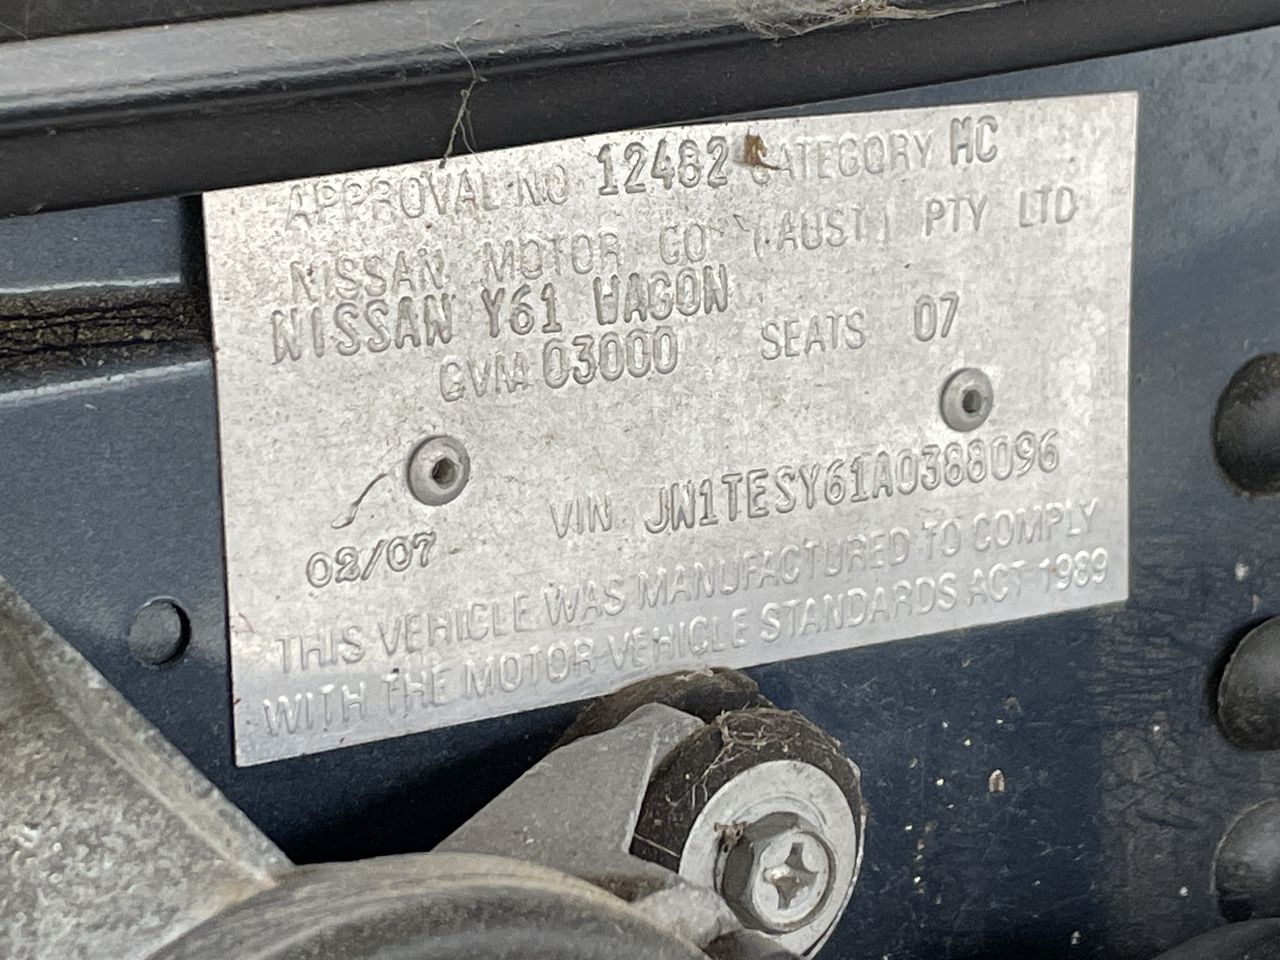 APPROVAL NO 12482 CATEGORY MC
NISSAN MOTOR CO (AUST) PTY LTD
NISSAN Y61 WAGON
GVM 03000 SEATS 07
VIN JN1TESY61A0388096
02/07
THIS VEHICLE WAS MANUFACTURED TO COMPLY
WITH THE MOTOR VEHICLE STANDARDS ACT 1989